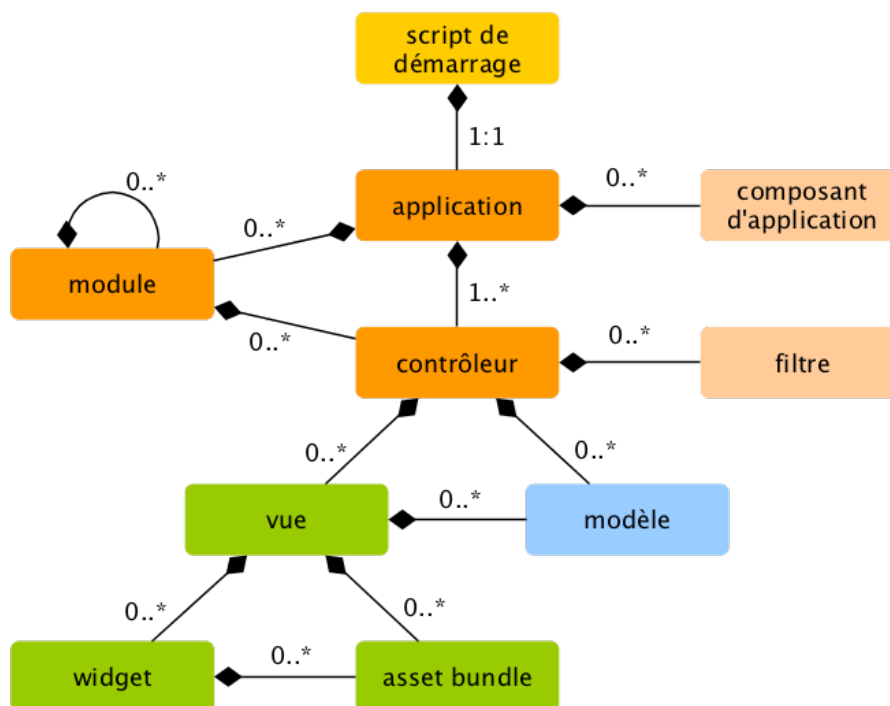 script de
démarrage
1:1
0..*
0..*
application
0..*
composant
d'application
module
1..*
0..*
contrôleur
0..*
filtre
0..*
0..*
vue
0..*
modèle
0..*
0..*
widget
0..*
asset bundle